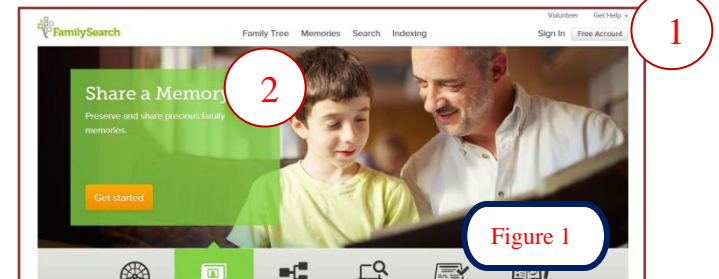 Volunteer Get Help
FamilySearch
Family Tree Memories Search Indexing
Sign In Free Account
1
Share a Memory
2
Preserve and share precious family
memories.
Get started
Figure 1